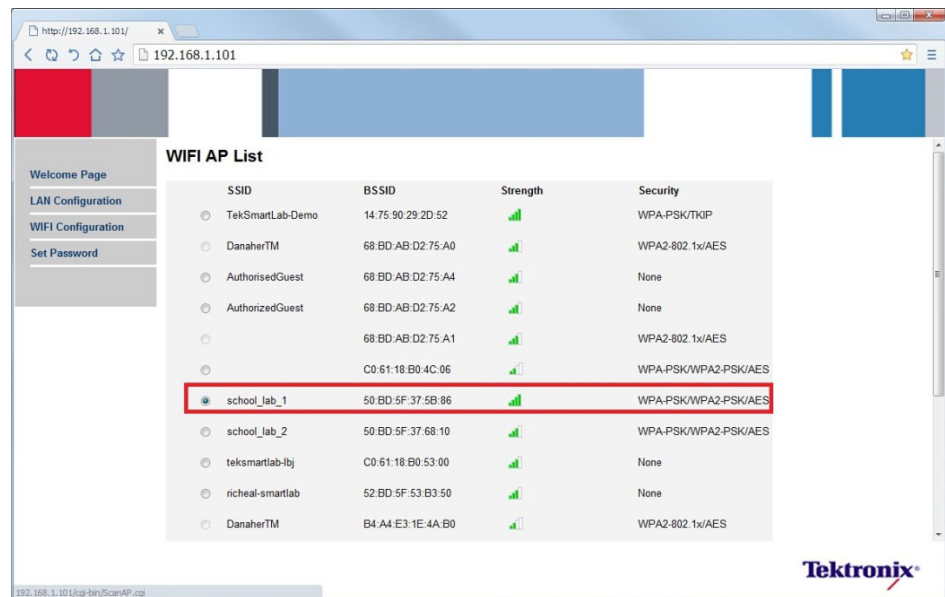 http://192.168.1.101/
192.168.1.101
WIFI AP List
Welcome Page
LAN Configuration
WIFI Configuration
Set Password
SSID BSSID Strength Security
TekSmartLab-Demo 14:75:90:29:2D:52 WPA-PSK/TKIP
DanaherTM 68:BD:AB:D2:75:A0 WPA2-802.1x/AES
AuthorisedGuest 68:BD:AB:D2:75:A4 None
AuthorizedGuest 68:BD:AB:D2:75:A2 None
68:BD:AB:D2:75:A1 WPA2-802.1x/AES
C0:61:18:B0:4C:06 WPA-PSK/WPA2-PSK/AES
school_lab_1 50:BD:5F:37:5B:86 WPA-PSK/WPA2-PSK/AES
school_lab_2 50:BD:5F:37:68:10 WPA-PSK/WPA2-PSK/AES
teksmartlab-lbj C0:61:18:B0:53:00 None
richeal-smartlab 52:BD:5F:53:B3:50 None
DanaherTM B4:A4:E3:1E:4A:B0 WPA2-802.1x/AES
Tektronix
192.168.1.101/cgi-bin/ScanAP.cgi